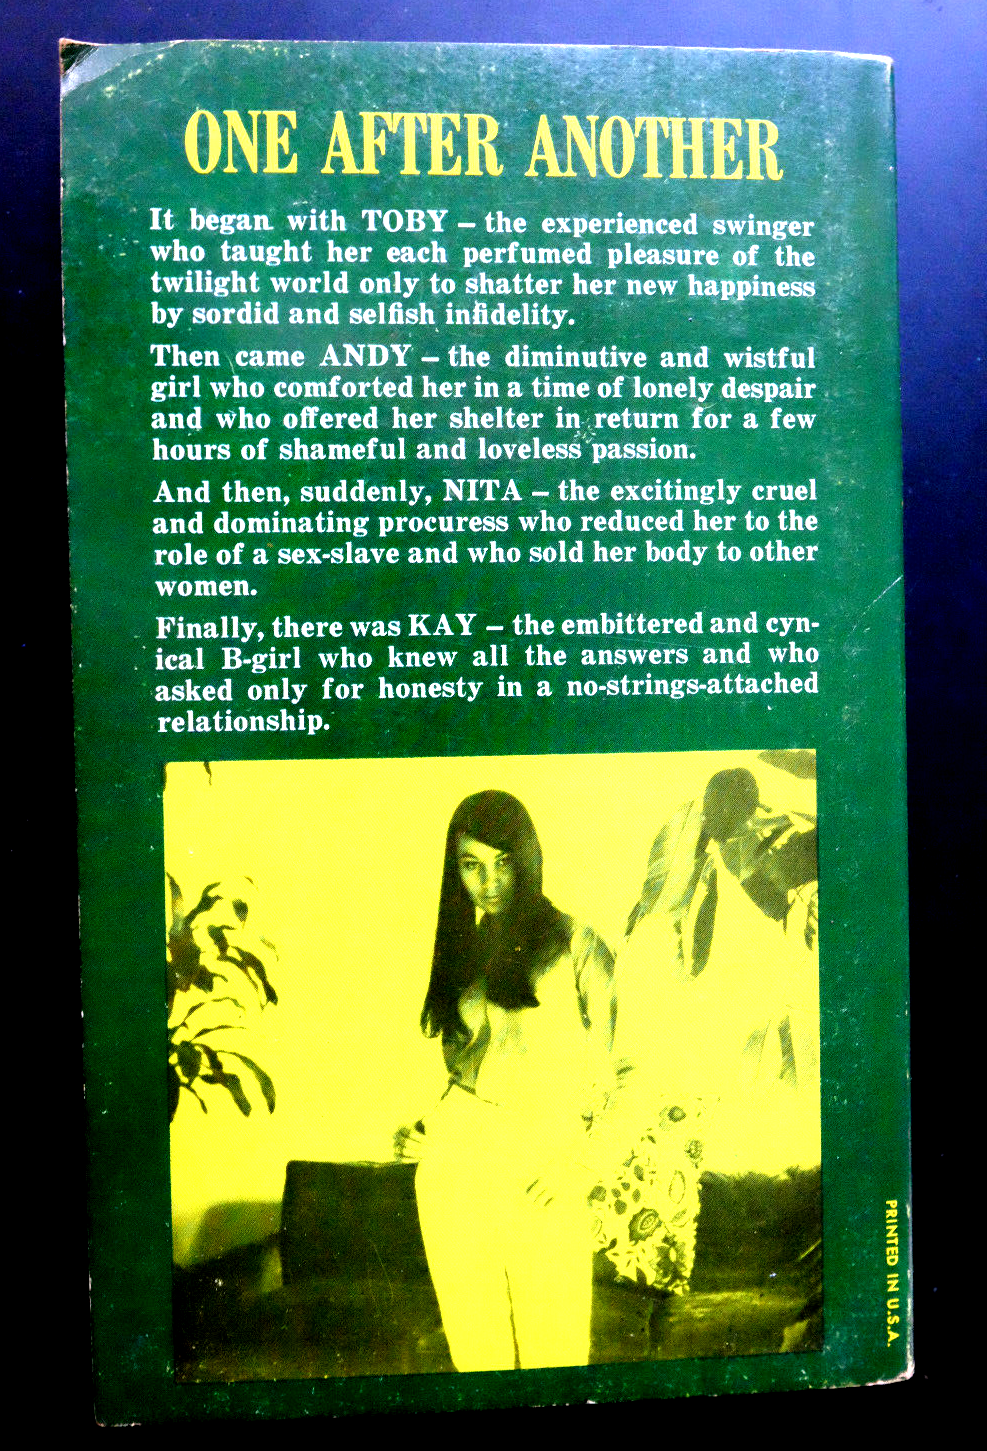 ONE AFTER ANOTHER
It began with TOBY – the experienced swinger
who taught her each perfumed pleasure of the
twilight world only to shatter her new happiness
by sordid and selfish infidelity.
Then came ANDY – the diminutive and wistful
girl who comforted her in a time of lonely despair
and who offered her shelter in return for a few
hours of shameful and loveless passion.
And then, suddenly, NITA – the excitingly cruel
and dominating procuress who reduced her to the
role of a sex-slave and who sold her body to other
women.
Finally, there was KAY – the embittered and cyn-
ical B-girl who knew all the answers and who
asked only for honesty in a no-strings-attached
relationship.
PRINTED IN U.S.A.